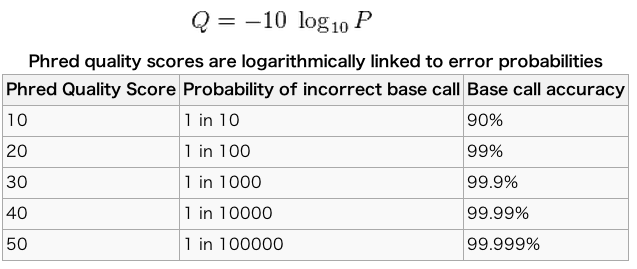 Q = −10 log₁₀ P
Phred quality scores are logarithmically linked to error probabilities
Phred Quality Score Probability of incorrect base call Base call accuracy
10 1 in 10 90%
20 1 in 100 99%
30 1 in 1000 99.9%
40 1 in 10000 99.99%
50 1 in 100000 99.999%